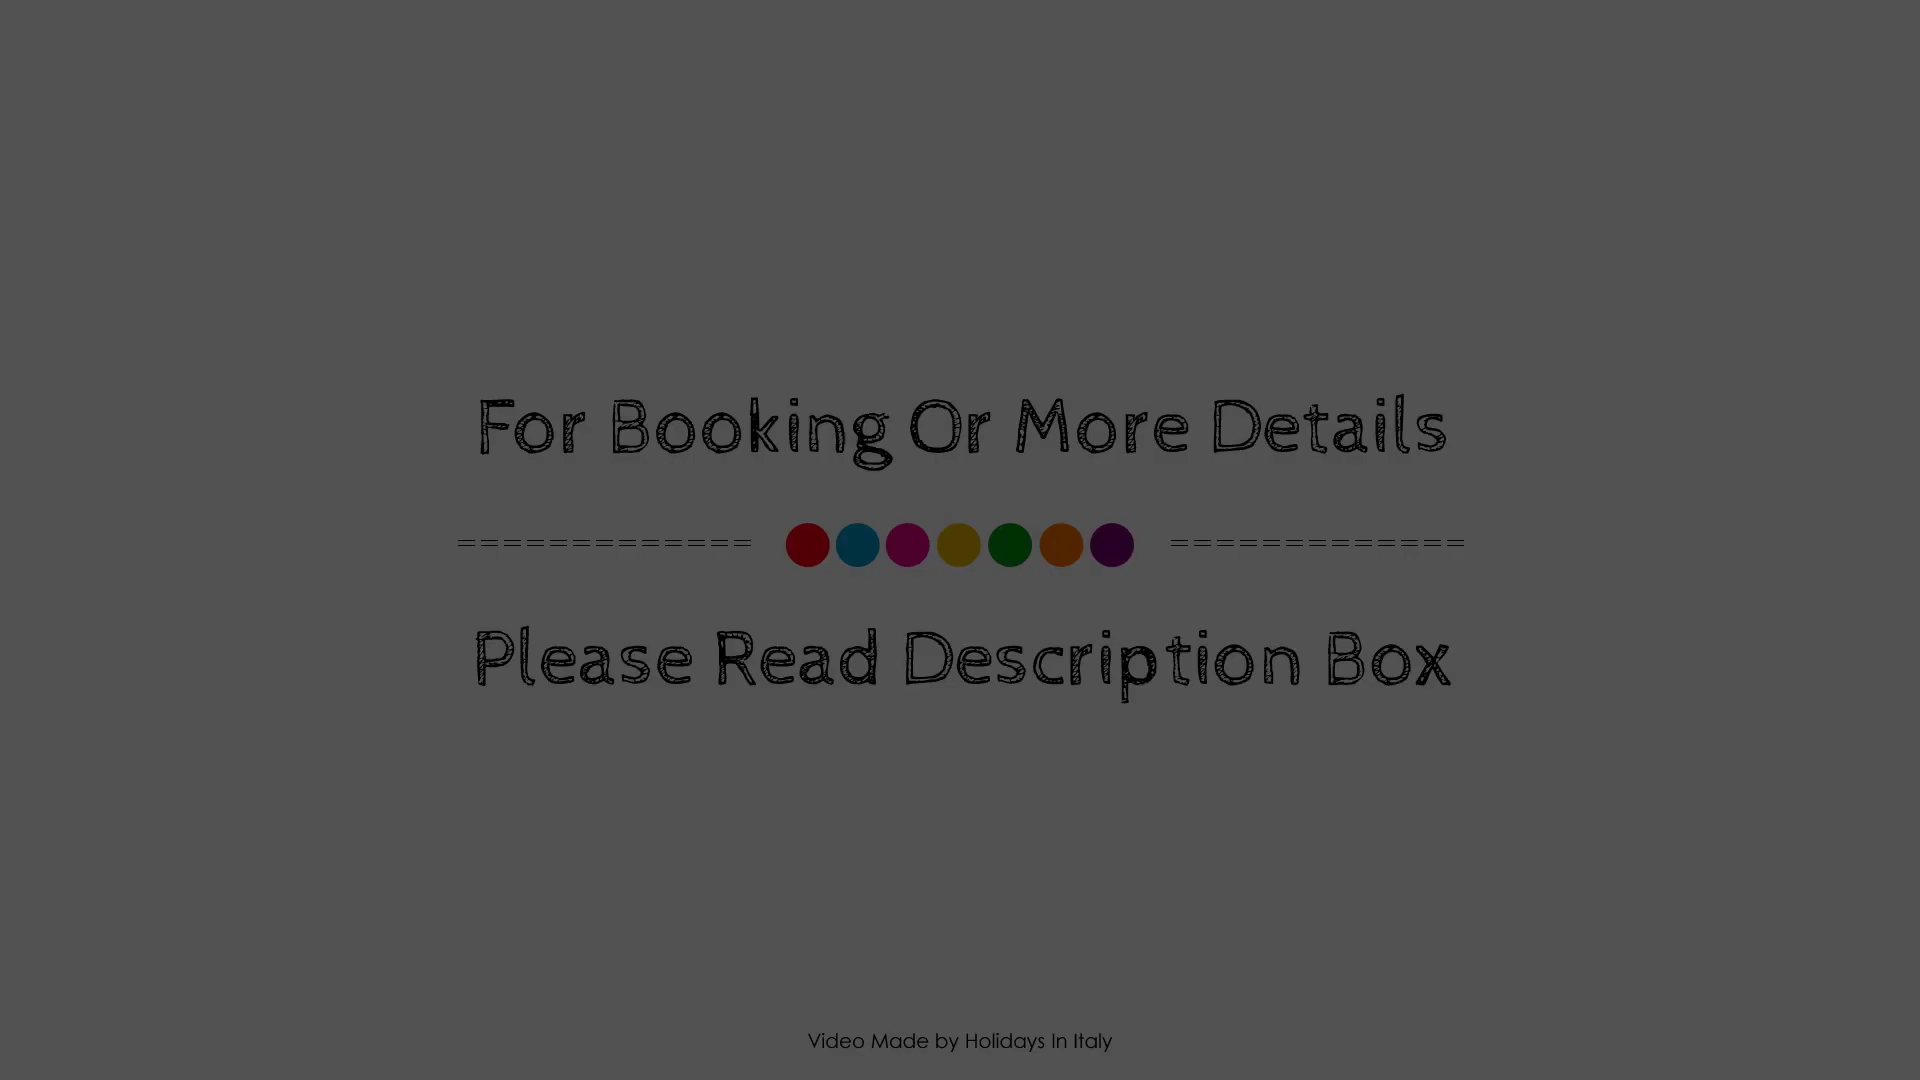 For Booking Or More Details
============= =============
Please Read Description Box
Video Made by Holidays In Italy